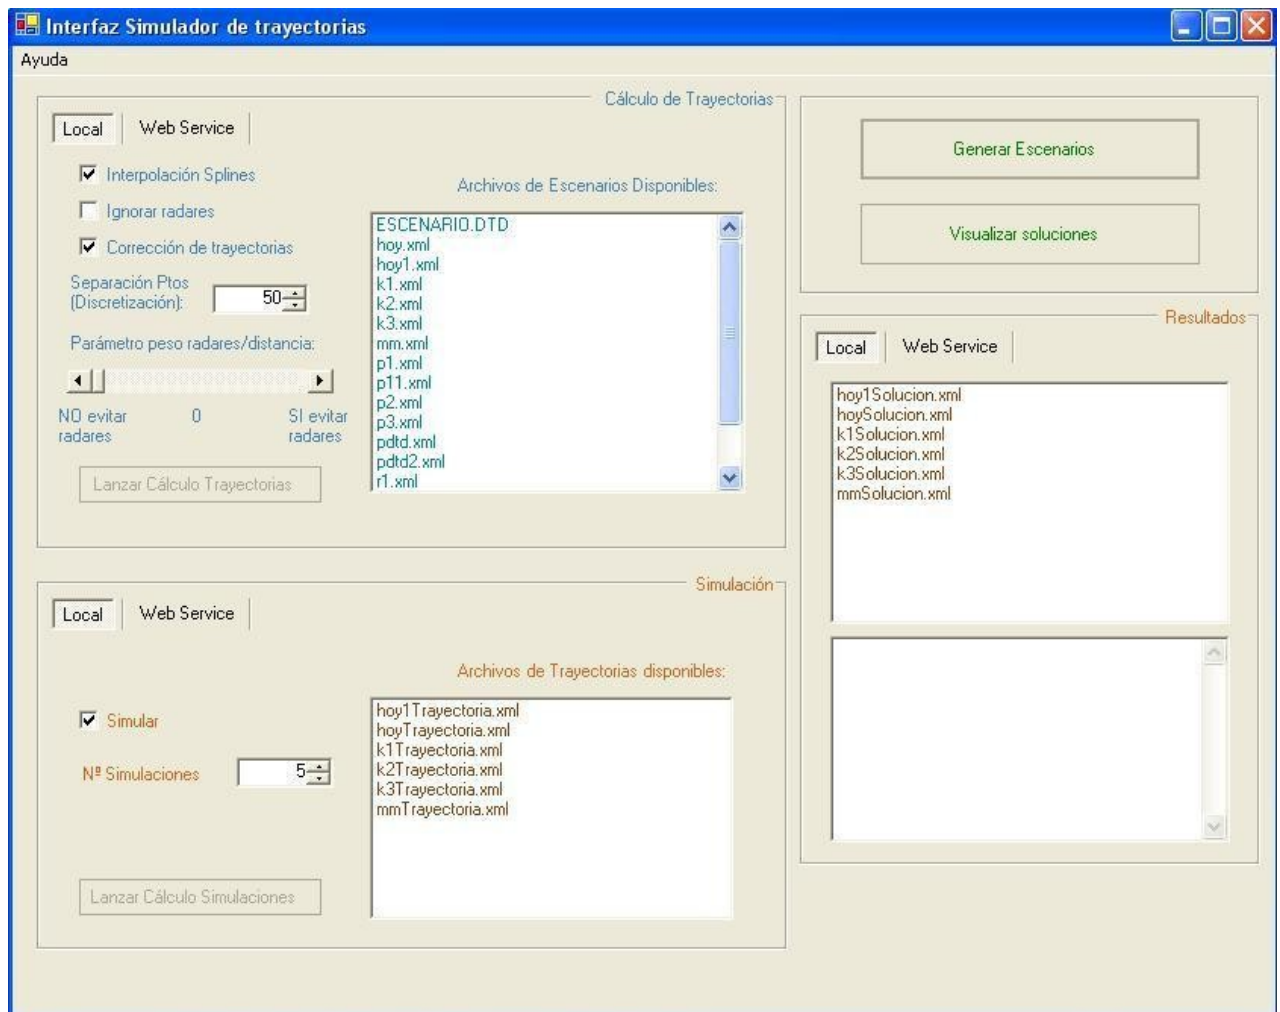 Interfaz Simulador de trayectorias
Ayuda
Cálculo de Trayectorias
Local
Web Service
Interpolación Splines
Ignorar radares
Corrección de trayectorias
Separación Ptos
(Discretización):
50
Parámetro peso radares/distancia:
NO evitar
radares
0
SI evitar
radares
Lanzar Cálculo Trayectorias
Archivos de Escenarios Disponibles:
ESCENARIO.DTD
hoy.xml
hoy1.xml
k1.xml
k2.xml
k3.xml
mm.xml
p1.xml
p11.xml
p2.xml
p3.xml
pdtd.xml
pdtd2.xml
r1.xml
Generar Escenarios
Visualizar soluciones
Resultados
Local
Web Service
hoy1Solucion.xml
hoySolucion.xml
k1Solucion.xml
k2Solucion.xml
k3Solucion.xml
mmSolucion.xml
Simulación
Local
Web Service
Simular
Nº Simulaciones
5
Lanzar Cálculo Simulaciones
Archivos de Trayectorias disponibles:
hoy1Trayectoria.xml
hoyTrayectoria.xml
k1Trayectoria.xml
k2Trayectoria.xml
k3Trayectoria.xml
mmTrayectoria.xml